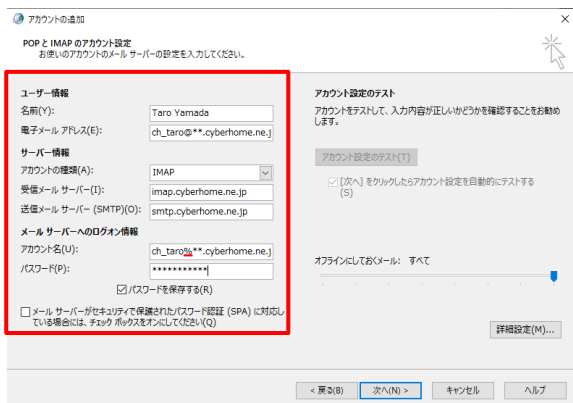 アカウントの追加
POP と IMAP のアカウント設定
お使いのアカウントのメール サーバーの設定を入力してください。
ユーザー情報
名前(Y):
Taro Yamada
電子メール アドレス(E):
ch_taro@**.cyberhome.ne.j
サーバー情報
アカウントの種類(A):
IMAP
受信メール サーバー(I):
imap.cyberhome.ne.jp
送信メール サーバー (SMTP)(O):
smtp.cyberhome.ne.jp
メール サーバーへのログオン情報
アカウント名(U):
ch_taro%**.cyberhome.ne.j
パスワード(P):
***********
パスワードを保存する(R)
メール サーバーがセキュリティで保護されたパスワード認証 (SPA) に対応し
ている場合には、チェック ボックスをオンにしてください(Q)
アカウント設定のテスト
アカウントをテストして、入力内容が正しいかどうかを確認することをお勧め
します。
アカウント設定のテスト(T)
[次へ] をクリックしたらアカウント設定を自動的にテストする
(S)
オフラインにしておくメール: すべて
詳細設定(M)...
< 戻る(B)
次へ(N) >
キャンセル
ヘルプ